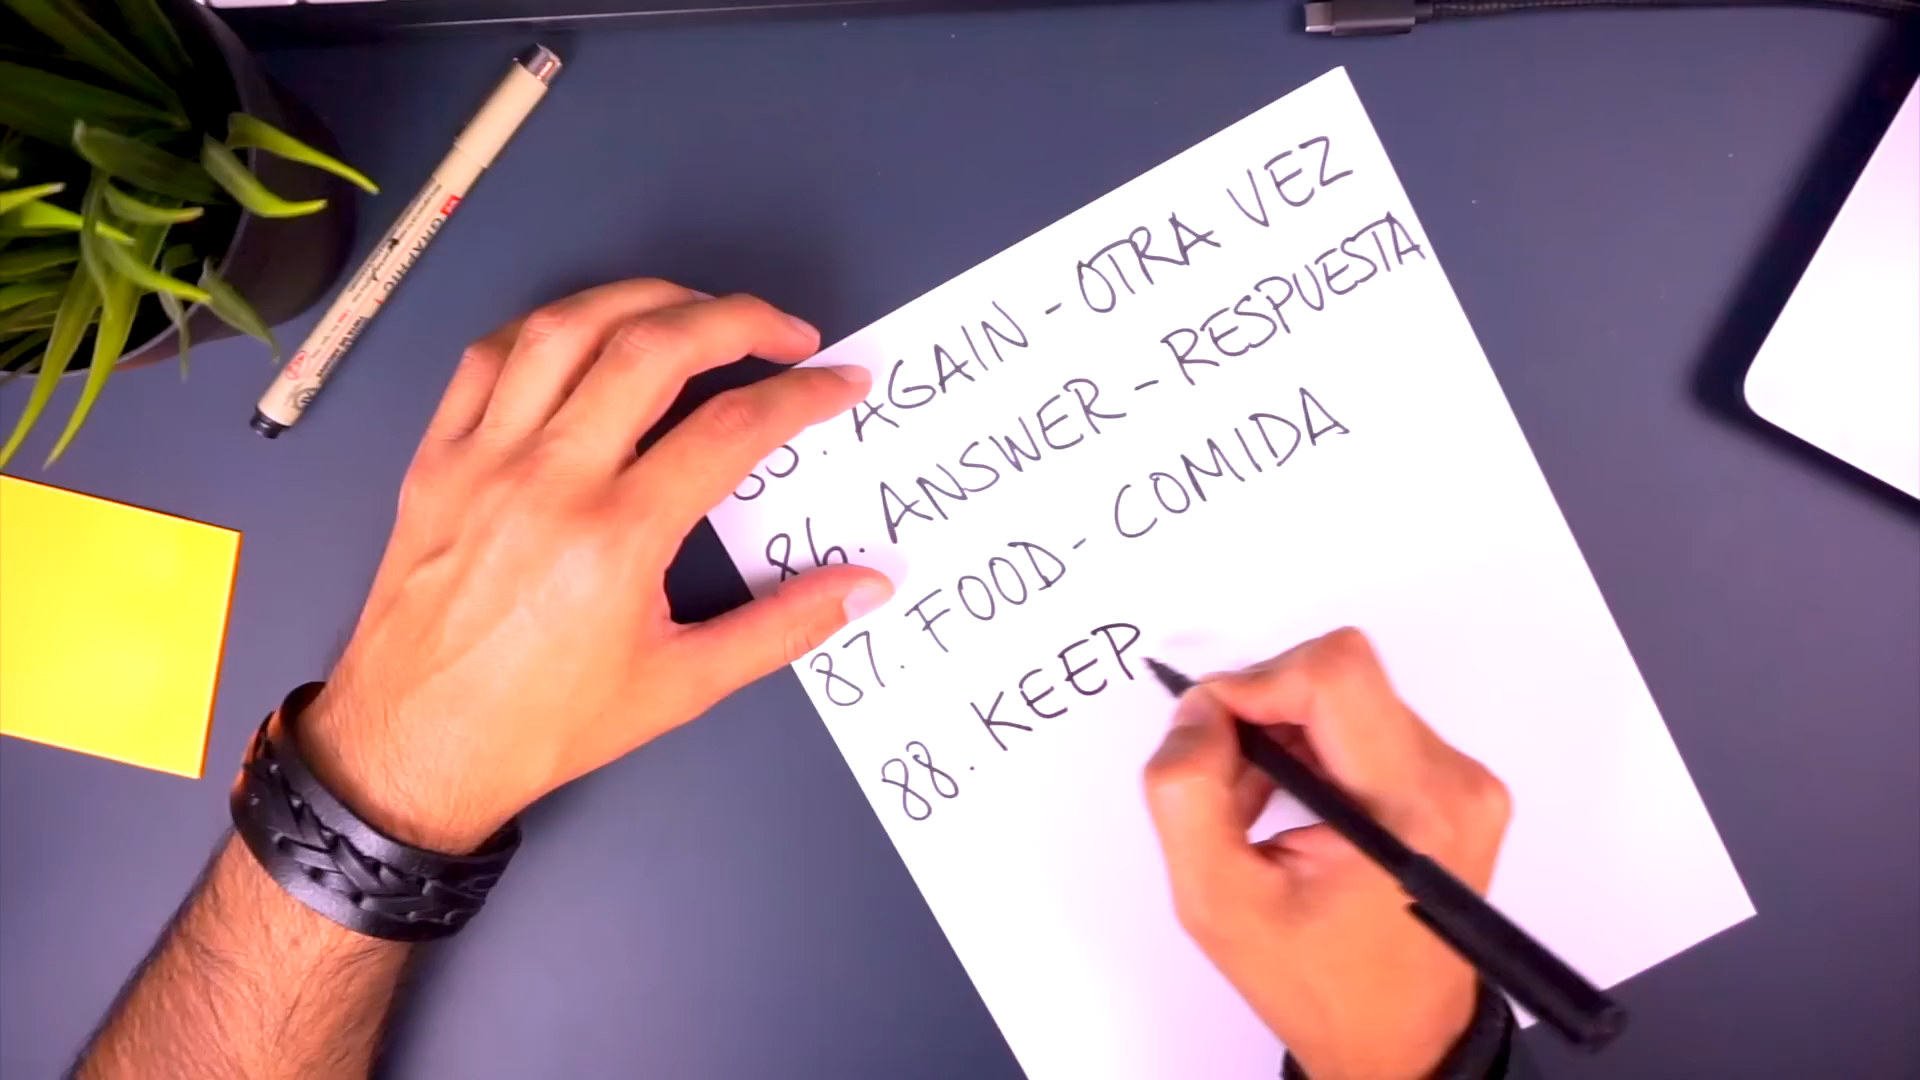 AGAIN - OTRA VEZ
86. ANSWER - RESPUESTA
87. FOOD - COMIDA
88. KEEP